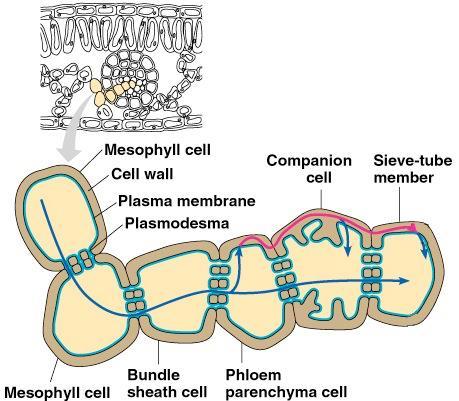 Mesophyll cell
Cell wall
Plasma membrane
Plasmodesma
Companion
cell
Sieve-tube
member
Mesophyll cell
Bundle
sheath cell
Phloem
parenchyma cell